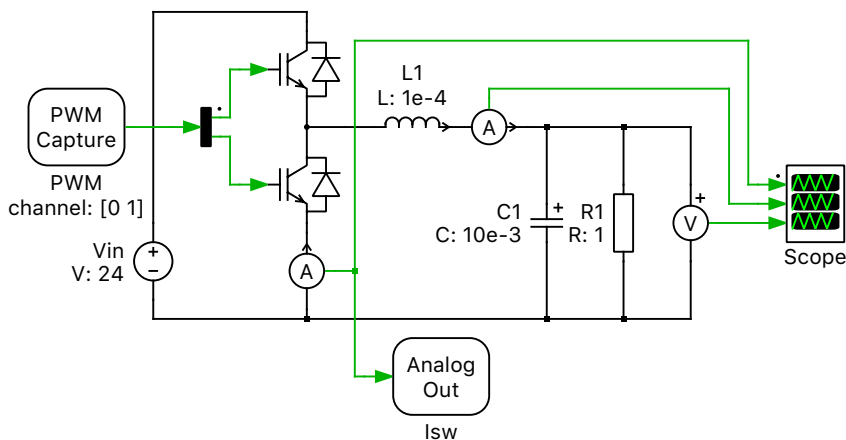 L1
L: 1e-4
PWM
Capture
A
PWM
channel: [0 1]
C1
C: 10e-3
+
R1
R: 1
+
V
Vin
V: 24
+
−
A
Scope
Analog
Out
Isw